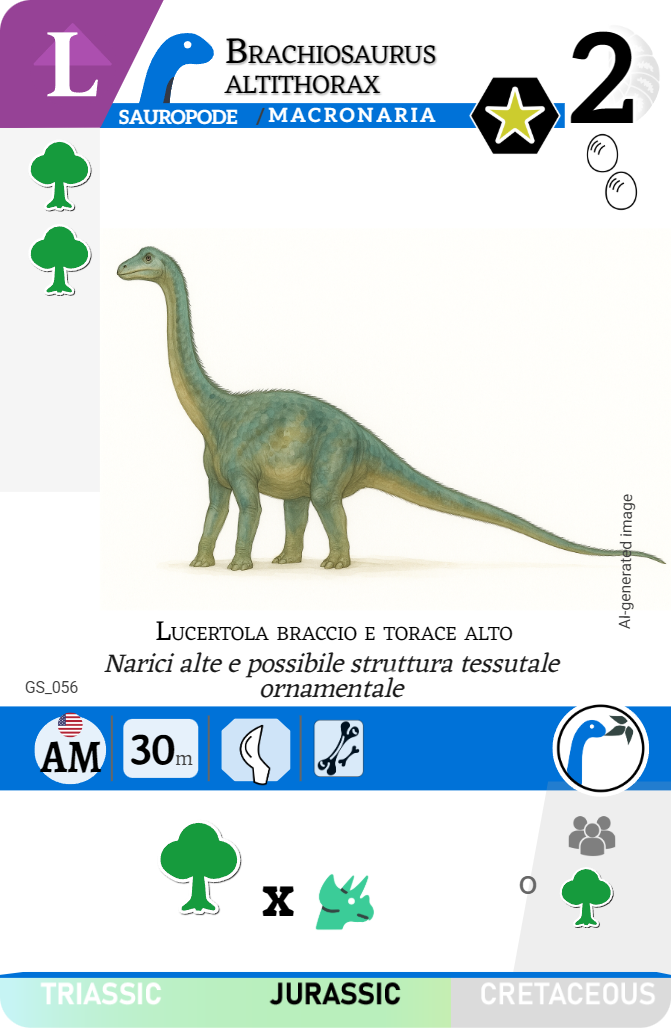 L
BRACHIOSAURUS
ALTITHORAX
2
SAUROPODE / MACRONARIA
AI-generated image
LUCERTOLA BRACCIO E TORACE ALTO
Narici alte e possibile struttura tessutale
ornamentale
GS_056
AM
30m
x
O
TRIASSIC JURASSIC CRETACEOUS